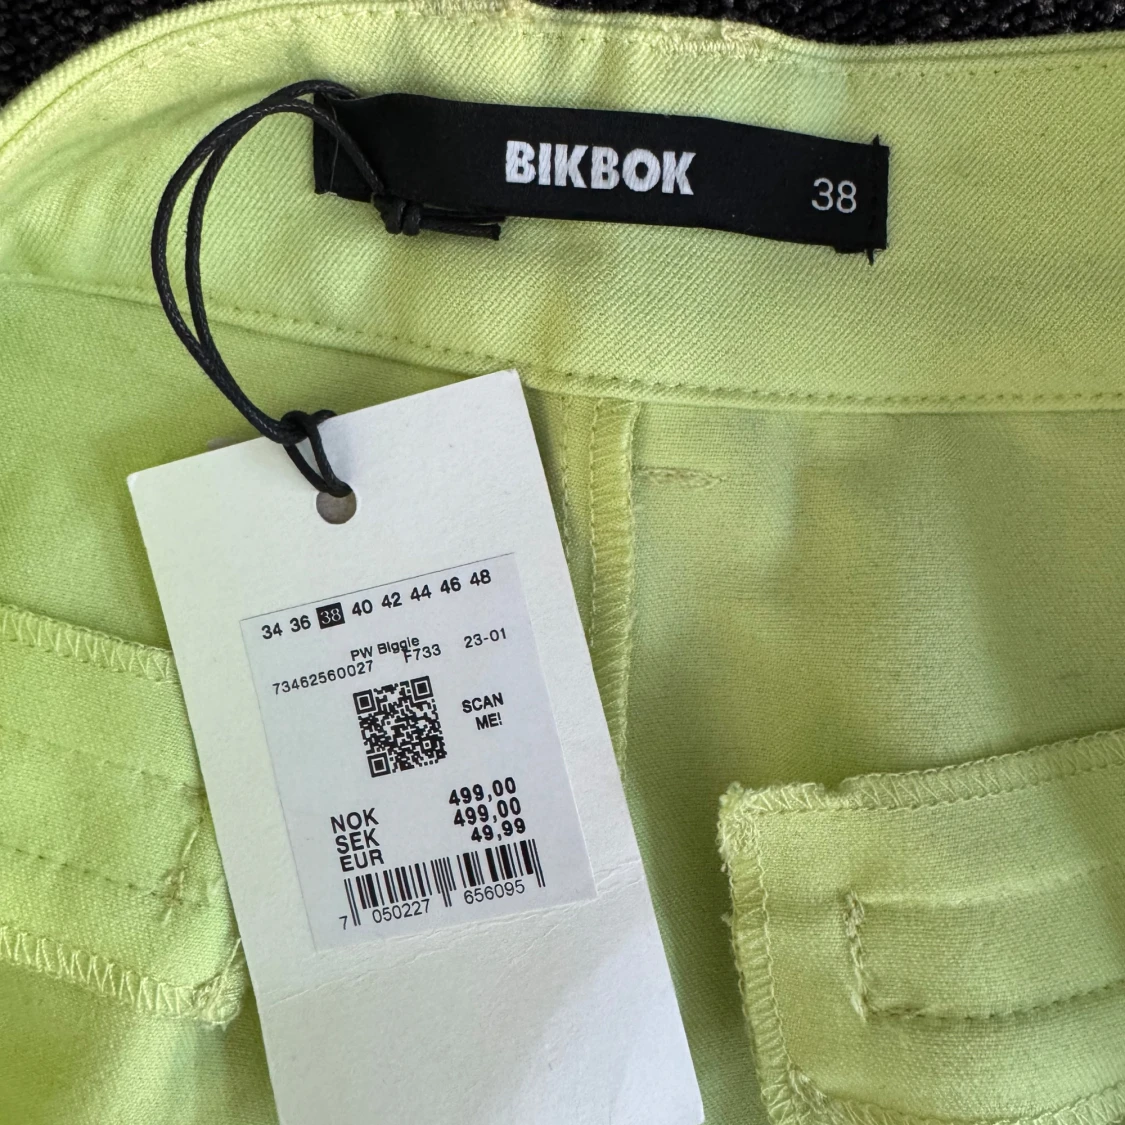 BIKBOK
38
34 36 38 40 42 44 46 48
PW Biggie
73462560027 F733 23-01
SCAN
ME!
NOK 499,00
SEK 499,00
EUR 49,99
7 050227 656095